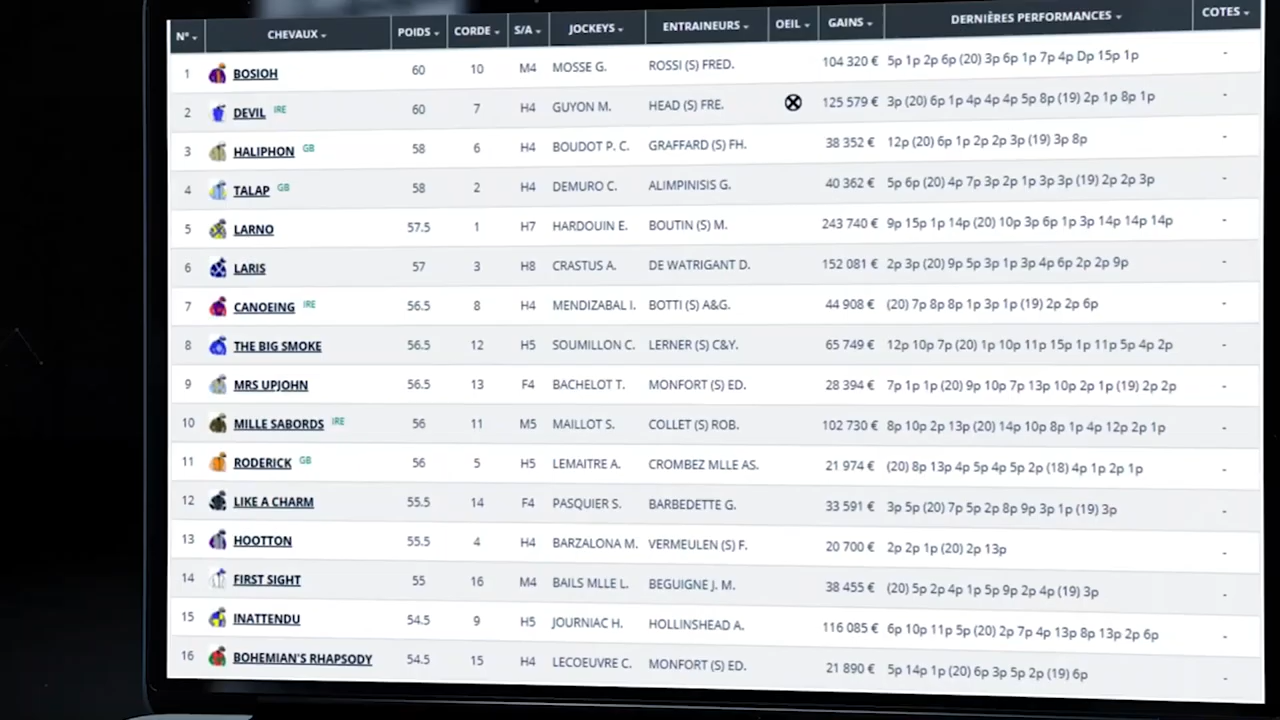 N° CHEVAUX POIDS CORDE S/A JOCKEYS ENTRAINEURS OEIL GAINS DERNIÈRES PERFORMANCES COTES
1 BOSIOH 60 10 M4 MOSSE G. ROSSI (S) FRED. 104 320 € 5p 1p 2p 6p (20) 3p 6p 1p 7p 4p Dp 15p 1p -
2 DEVIL IRE 60 7 H4 GUYON M. HEAD (S) FRE. 125 579 € 3p (20) 6p 1p 4p 4p 4p 5p 8p (19) 2p 1p 8p 1p -
3 HALIPHON GB 58 6 H4 BOUDOT P. C. GRAFFARD (S) FH. 38 352 € 12p (20) 6p 1p 2p 2p 3p (19) 3p 8p -
4 TALAP GB 58 2 H4 DEMURO C. ALIMPINISIS G. 40 362 € 5p 6p (20) 4p 7p 3p 2p 1p 3p 3p (19) 2p 2p 3p -
5 LARNO 57.5 1 H7 HARDOUIN E. BOUTIN (S) M. 243 740 € 9p 15p 1p 14p (20) 10p 3p 6p 1p 3p 14p 14p 14p -
6 LARIS 57 3 H8 CRASTUS A. DE WATRIGANT D. 152 081 € 2p 3p (20) 9p 5p 3p 1p 3p 4p 6p 2p 2p 9p -
7 CANOEING IRE 56.5 8 H4 MENDIZABAL I. BOTTI (S) A&G. 44 908 € (20) 7p 8p 8p 1p 3p 1p (19) 2p 2p 6p -
8 THE BIG SMOKE 56.5 12 H5 SOUMILLON C. LERNER (S) C&Y. 65 749 € 12p 10p 7p (20) 1p 10p 11p 15p 1p 11p 5p 4p 2p -
9 MRS UPJOHN 56.5 13 F4 BACHELOT T. MONFORT (S) ED. 28 394 € 7p 1p 1p (20) 9p 10p 7p 13p 10p 2p 1p (19) 2p 2p -
10 MILLE SABORDS IRE 56 11 M5 MAILLOT S. COLLET (S) ROB. 102 730 € 8p 10p 2p 13p (20) 14p 10p 8p 1p 4p 12p 2p 1p -
11 RODERICK GB 56 5 H5 LEMAITRE A. CROMBEZ MLLE AS. 21 974 € (20) 8p 13p 4p 5p 4p 5p 2p (18) 4p 1p 2p 1p -
12 LIKE A CHARM 55.5 14 F4 PASQUIER S. BARBEDETTE G. 33 591 € 3p 5p (20) 7p 5p 2p 8p 9p 3p 1p (19) 3p -
13 HOOTTON 55.5 4 H4 BARZALONA M. VERMEULEN (S) F. 20 700 € 2p 2p 1p (20) 2p 13p -
14 FIRST SIGHT 55 16 M4 BAILS MLLE L. BEGUIGNE J. M. 38 455 € (20) 5p 2p 4p 1p 5p 9p 2p 4p (19) 3p -
15 INATTENDU 54.5 9 H5 JOURNIAC H. HOLLINSHEAD A. 116 085 € 6p 10p 11p 5p (20) 2p 7p 4p 13p 8p 13p 2p 6p -
16 BOHEMIAN'S RHAPSODY 54.5 15 H4 LECOEUVRE C. MONFORT (S) ED. 21 890 € 5p 14p 1p (20) 6p 3p 5p 2p (19) 6p -